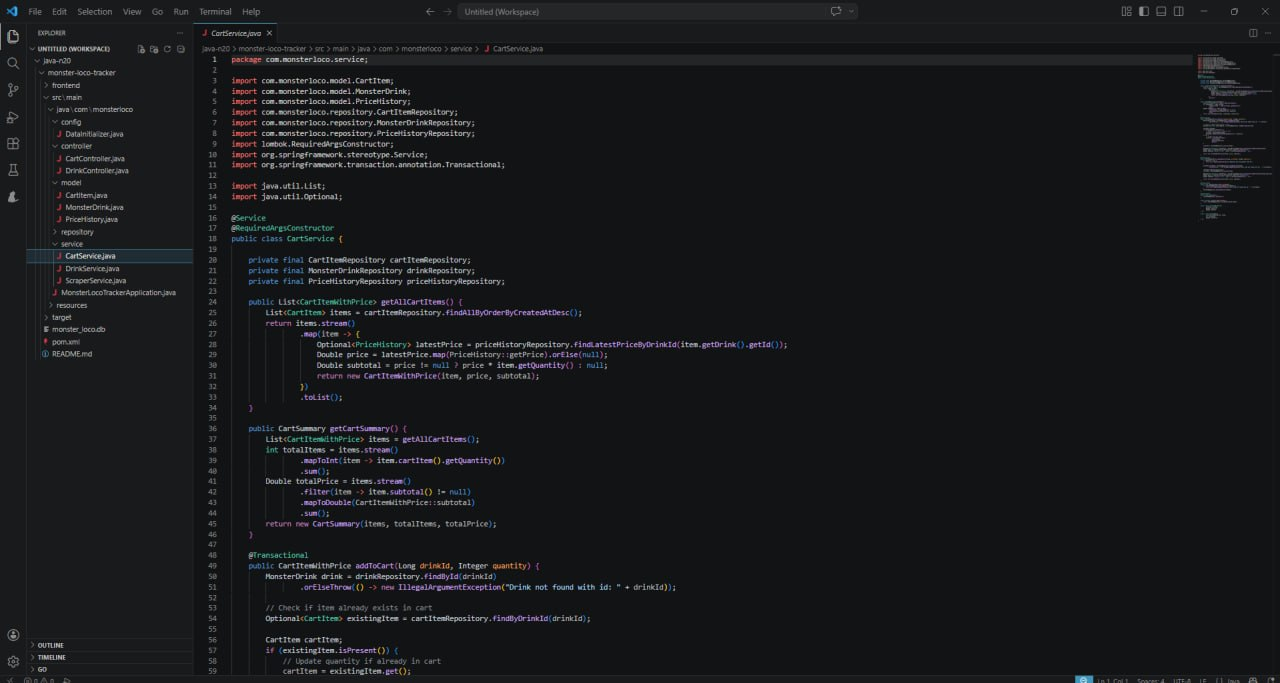 File Edit Selection View Go Run Terminal Help
Untitled (Workspace)
EXPLORER
UNTITLED (WORKSPACE)
java-n20
monster-loco-tracker
frontend
src\main
java\com\monsterloco
config
DataInitializer.java
controller
CartController.java
DrinkController.java
model
CartItem.java
MonsterDrink.java
PriceHistory.java
repository
service
CartService.java
DrinkService.java
ScraperService.java
MonsterLocoTrackerApplication.java
resources
target
monster_loco.db
pom.xml
README.md
OUTLINE
TIMELINE
GO
CartService.java
java-n20 > monster-loco-tracker > src > main > java > com > monsterloco > service > CartService.java
1 package com.monsterloco.service;
2
3 import com.monsterloco.model.CartItem;
4 import com.monsterloco.model.MonsterDrink;
5 import com.monsterloco.model.PriceHistory;
6 import com.monsterloco.repository.CartItemRepository;
7 import com.monsterloco.repository.MonsterDrinkRepository;
8 import com.monsterloco.repository.PriceHistoryRepository;
9 import lombok.RequiredArgsConstructor;
10 import org.springframework.stereotype.Service;
11 import org.springframework.transaction.annotation.Transactional;
12
13 import java.util.List;
14 import java.util.Optional;
15
16 @Service
17 @RequiredArgsConstructor
18 public class CartService {
19
20 private final CartItemRepository cartItemRepository;
21 private final MonsterDrinkRepository drinkRepository;
22 private final PriceHistoryRepository priceHistoryRepository;
23
24 public List<CartItemWithPrice> getAllCartItems() {
25 List<CartItem> items = cartItemRepository.findAllByOrderByCreatedAtDesc();
26 return items.stream()
27 .map(item -> {
28 Optional<PriceHistory> latestPrice = priceHistoryRepository.findLatestPriceByDrinkId(item.getDrink().getId());
29 Double price = latestPrice.map(PriceHistory::getPrice).orElse(null);
30 Double subtotal = price != null ? price * item.getQuantity() : null;
31 return new CartItemWithPrice(item, price, subtotal);
32 })
33 .toList();
34 }
35
36 public CartSummary getCartSummary() {
37 List<CartItemWithPrice> items = getAllCartItems();
38 int totalItems = items.stream()
39 .mapToInt(item -> item.cartItem().getQuantity())
40 .sum();
41 Double totalPrice = items.stream()
42 .filter(item -> item.subtotal() != null)
43 .mapToDouble(CartItemWithPrice::subtotal)
44 .sum();
45 return new CartSummary(items, totalItems, totalPrice);
46 }
47
48 @Transactional
49 public CartItemWithPrice addToCart(Long drinkId, Integer quantity) {
50 MonsterDrink drink = drinkRepository.findById(drinkId)
51 .orElseThrow(() -> new IllegalArgumentException("Drink not found with id: " + drinkId));
52
53 // Check if item already exists in cart
54 Optional<CartItem> existingItem = cartItemRepository.findByDrinkId(drinkId);
55
56 CartItem cartItem;
57 if (existingItem.isPresent()) {
58 // Update quantity if already in cart
59 cartItem = existingItem.get();
Ln 1, Col 1 Spaces: 4 UTF-8 LF {} Java